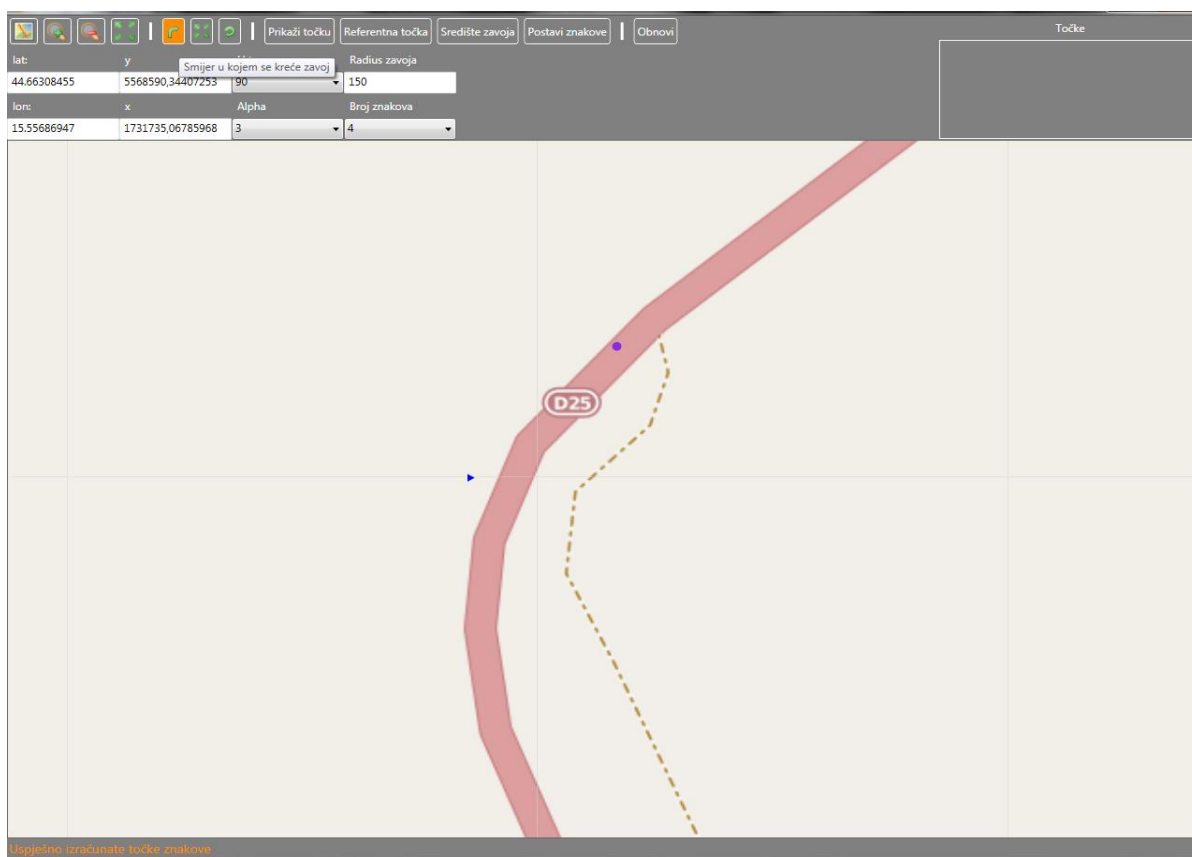 Prikaži točku Referentna točka Središte zavoja Postavi znakove Obnovi Točke
Smijer u kojem se kreće zavoj
lat: y Radius zavoja
44.66308455 5568590,34407253 90 150
lon: x Alpha Broj znakova
15.55686947 1731735,06785968 3 4
D25
Uspješno izračunate točke znakove